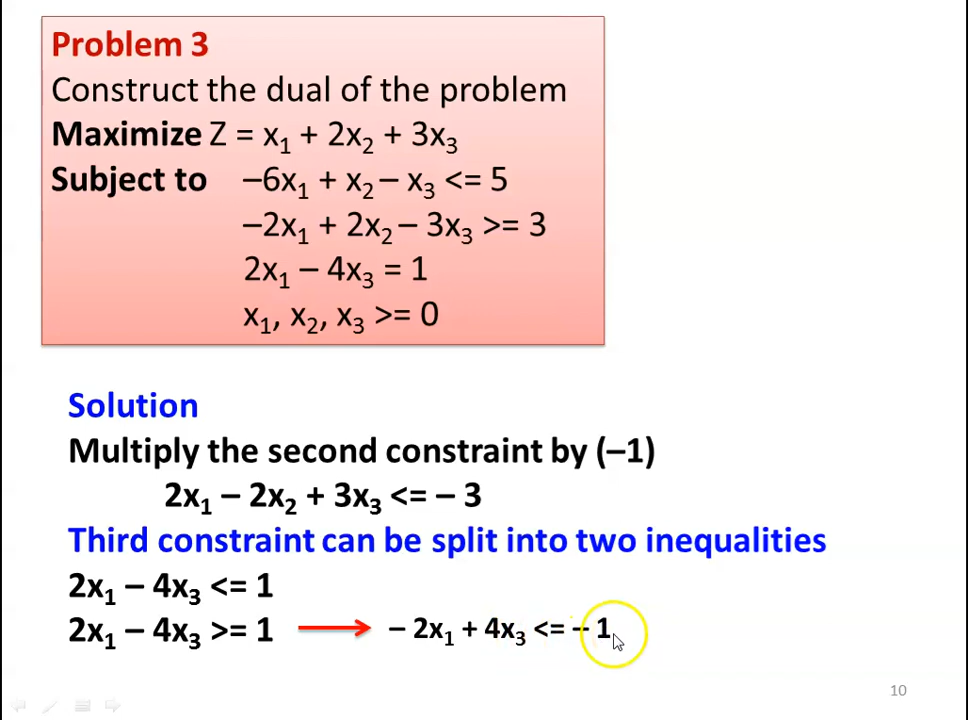 Problem 3
Construct the dual of the problem
Maximize Z = x₁ + 2x₂ + 3x₃
Subject to –6x₁ + x₂ – x₃ <= 5
–2x₁ + 2x₂ – 3x₃ >= 3
2x₁ – 4x₃ = 1
x₁, x₂, x₃ >= 0
Solution
Multiply the second constraint by (–1)
2x₁ – 2x₂ + 3x₃ <= – 3
Third constraint can be split into two inequalities
2x₁ – 4x₃ <= 1
2x₁ – 4x₃ >= 1 – 2x₁ + 4x₃ <= – 1
10